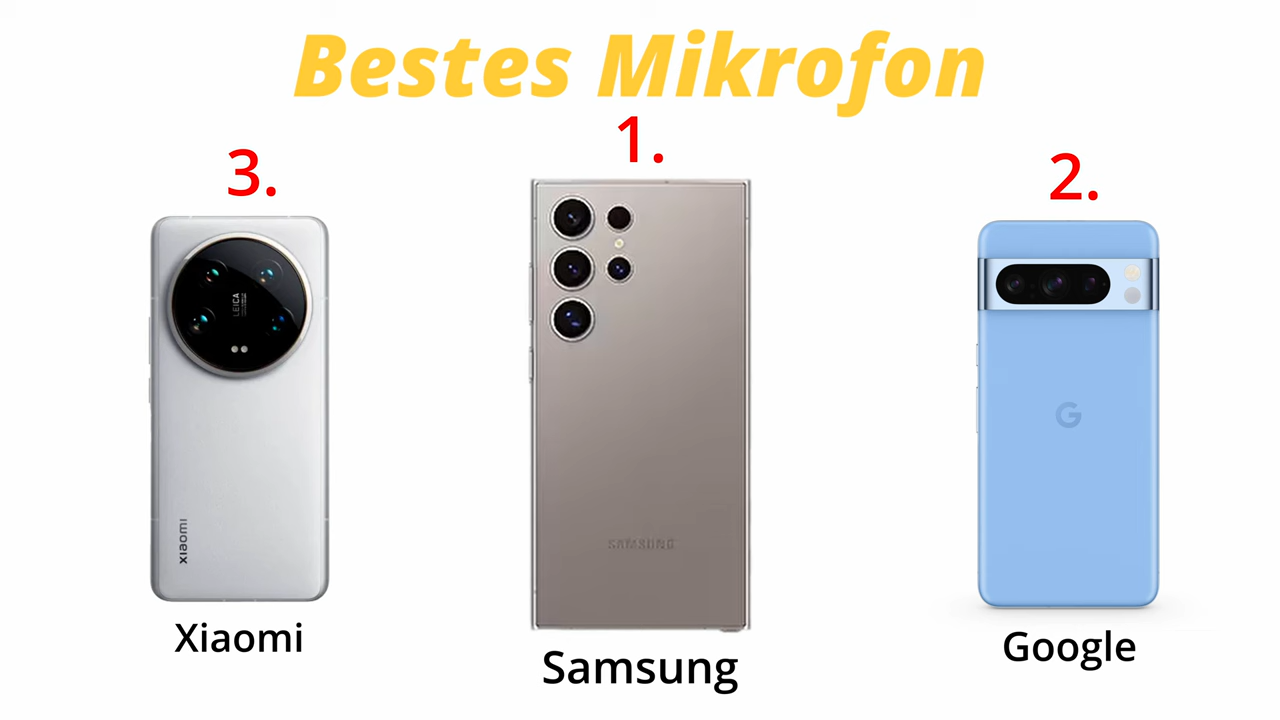 Bestes Mikrofon
3.
1.
2.
LEICA
xiaomi
SAMSUNG
G
Xiaomi
Samsung
Google